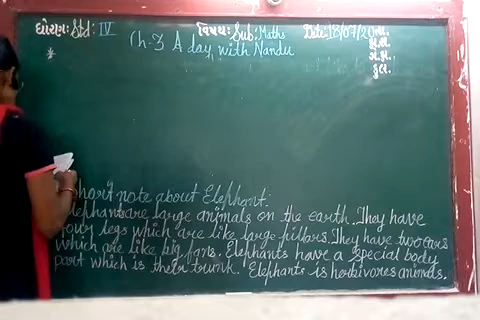 ધોરણઃ Std: IV વિષયઃ Sub: Maths Date: 18/07/20
Ch-3 A day with Nandu
*
Short note about Elephant:
Elephants are large animals on the earth. They have
four legs which are like large pillars. They have two ears
which are like big fans. Elephants have a special body
part which is their trunk. Elephants is herbivores animals.